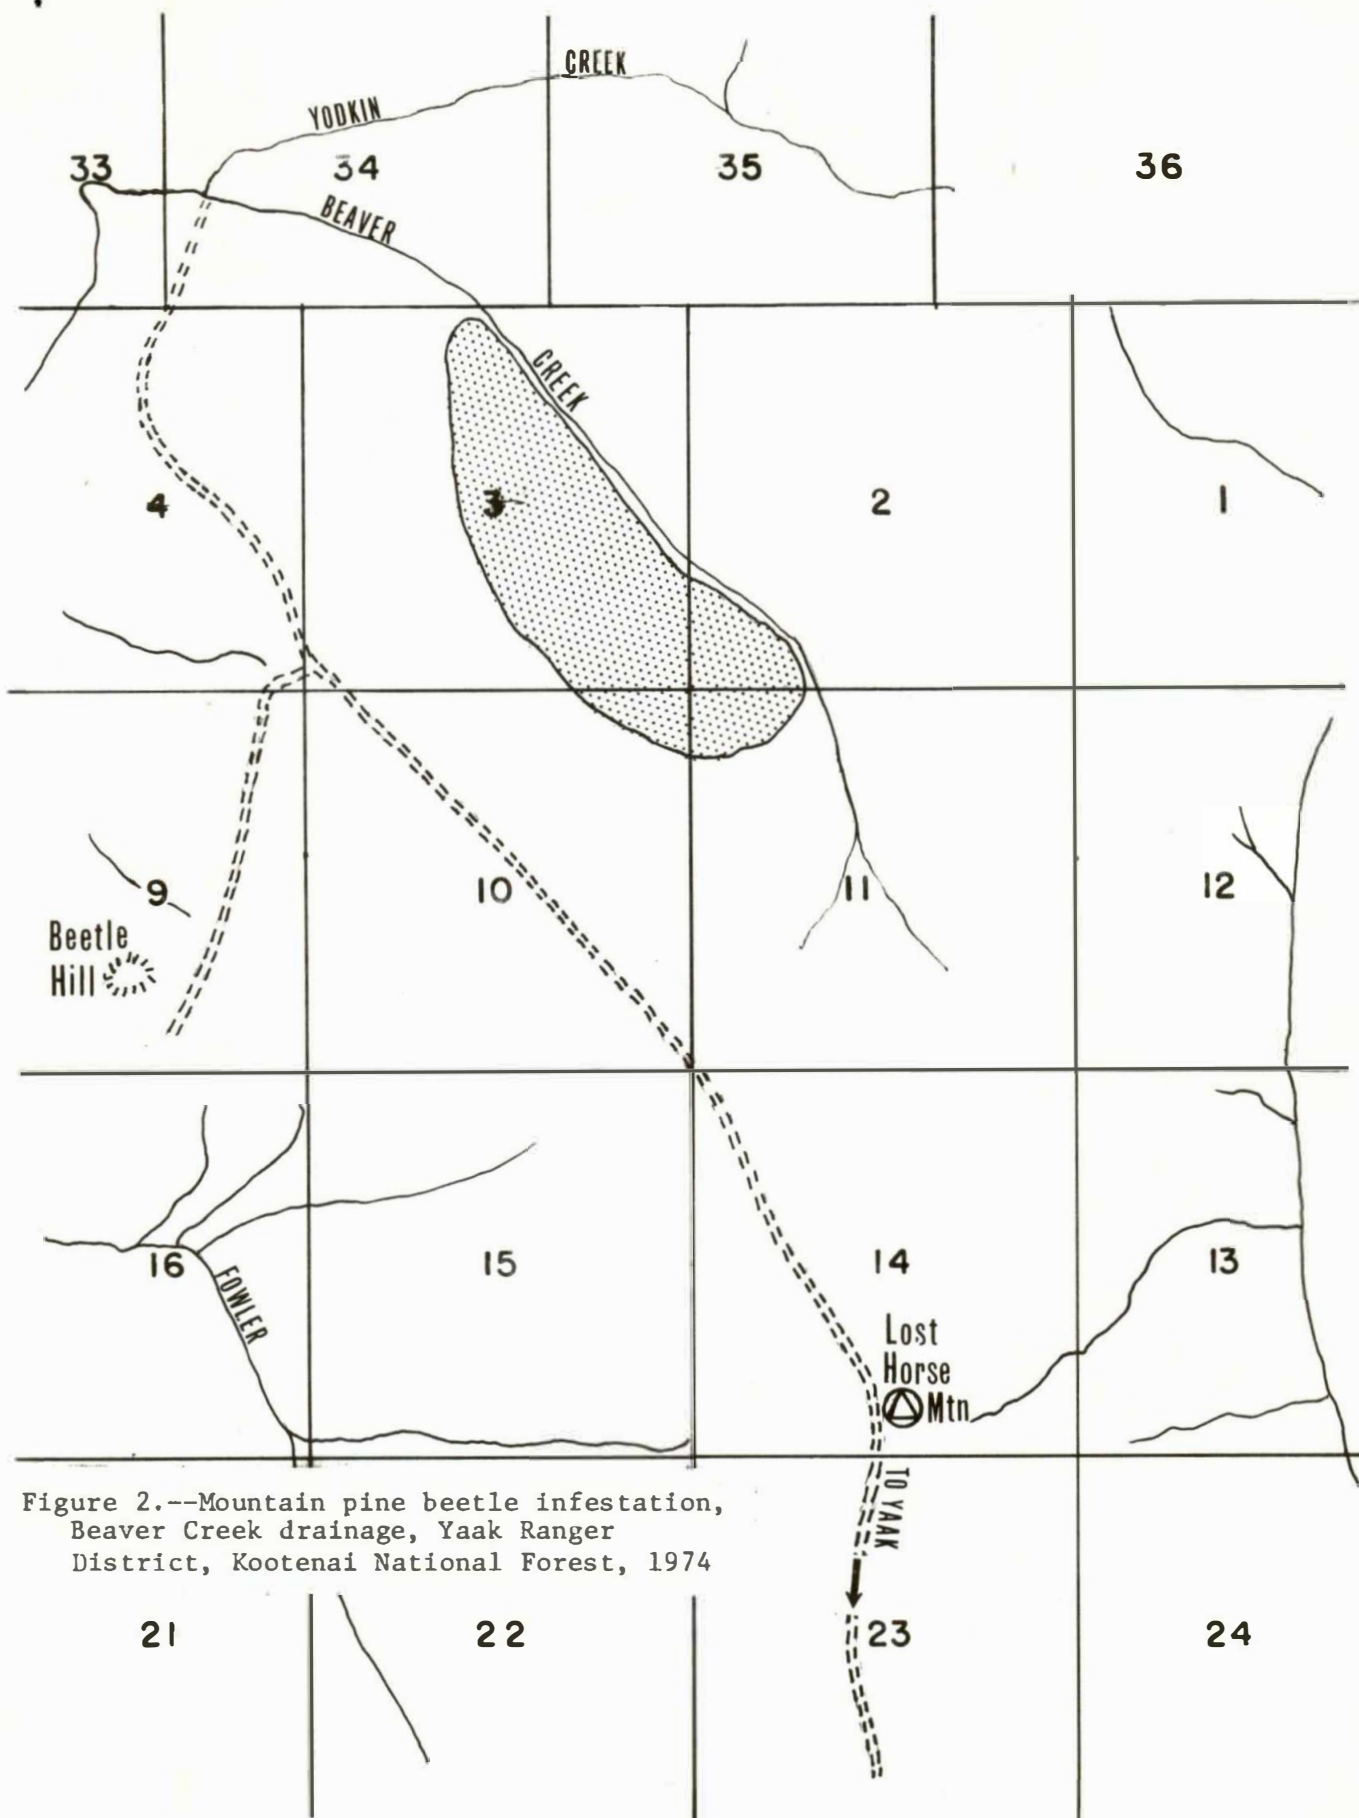 CREEK
YODKIN
33
34
35
36
BEAVER
CREEK
4
3
2
1
9
10
11
12
Beetle
Hill
16
15
14
13
FOWLER
Lost
Horse
Mtn
TO YAAK
Figure 2.--Mountain pine beetle infestation,
Beaver Creek drainage, Yaak Ranger
District, Kootenai National Forest, 1974
21
22
23
24